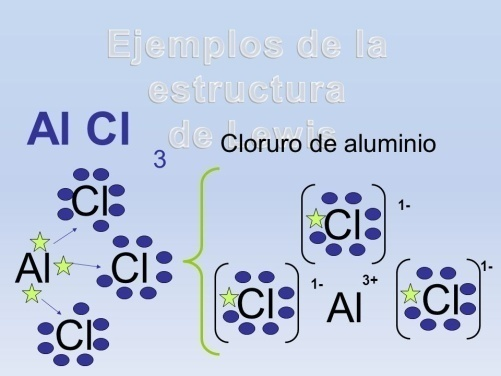 Ejemplos de la
estructura
de Lewis
Al Cl
3
Cloruro de aluminio
Cl
Al
Cl
Cl
Cl
1-
Cl
1-
Al
3+
Cl
1-